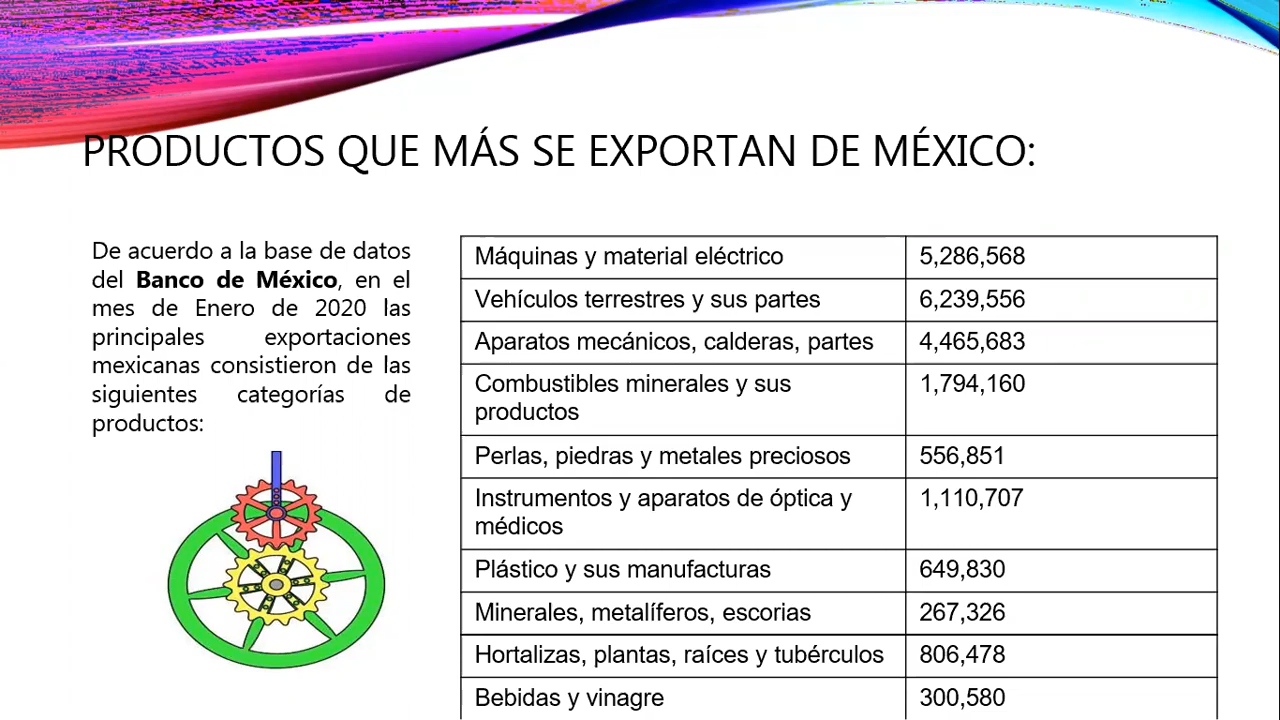 PRODUCTOS QUE MÁS SE EXPORTAN DE MÉXICO:
De acuerdo a la base de datos
del Banco de México, en el
mes de Enero de 2020 las
principales exportaciones
mexicanas consistieron de las
siguientes categorías de
productos:
Máquinas y material eléctrico 5,286,568
Vehículos terrestres y sus partes 6,239,556
Aparatos mecánicos, calderas, partes 4,465,683
Combustibles minerales y sus 1,794,160
productos
Perlas, piedras y metales preciosos 556,851
Instrumentos y aparatos de óptica y 1,110,707
médicos
Plástico y sus manufacturas 649,830
Minerales, metalíferos, escorias 267,326
Hortalizas, plantas, raíces y tubérculos 806,478
Bebidas y vinagre 300,580